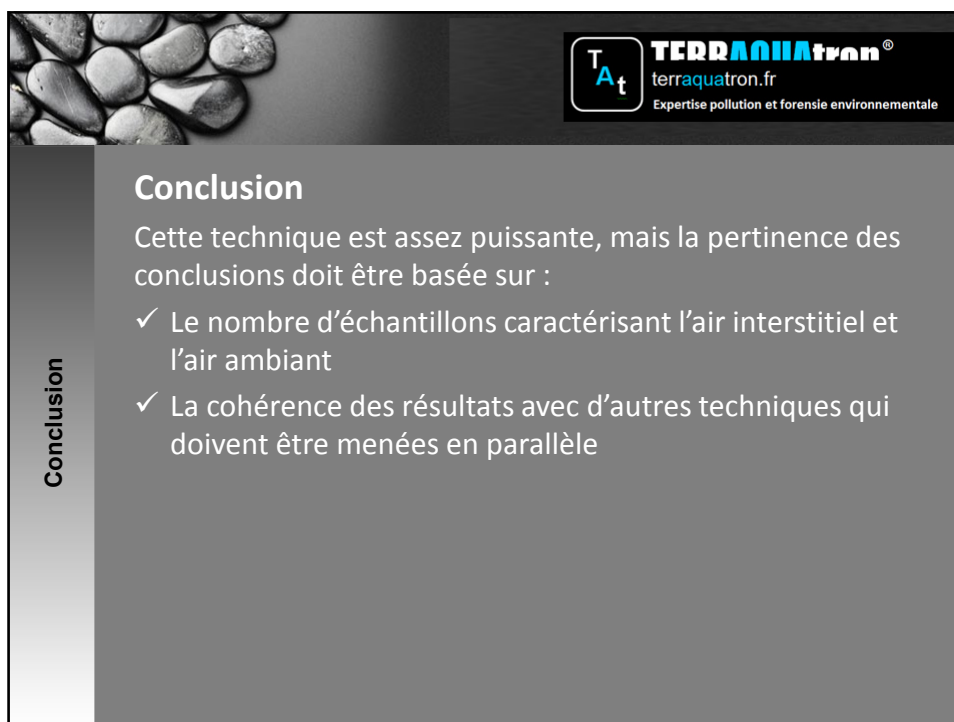 TAt
TERRAQUAtron®
terraquatron.fr
Expertise pollution et forensie environnementale
Conclusion
Conclusion
Cette technique est assez puissante, mais la pertinence des
conclusions doit être basée sur :
✓ Le nombre d’échantillons caractérisant l’air interstitiel et
l’air ambiant
✓ La cohérence des résultats avec d’autres techniques qui
doivent être menées en parallèle